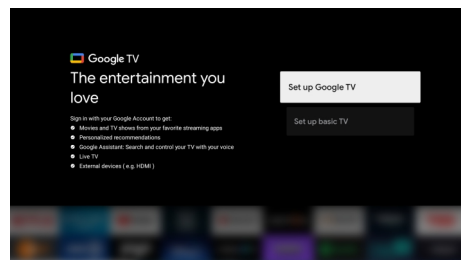 Google TV
The entertainment you
love
Sign in with your Google Account to get:
Movies and TV shows from your favorite streaming apps
Personalized recommendations
Google Assistant: Search and control your TV with your voice
Live TV
External devices ( e.g. HDMI )
Set up Google TV
Set up basic TV